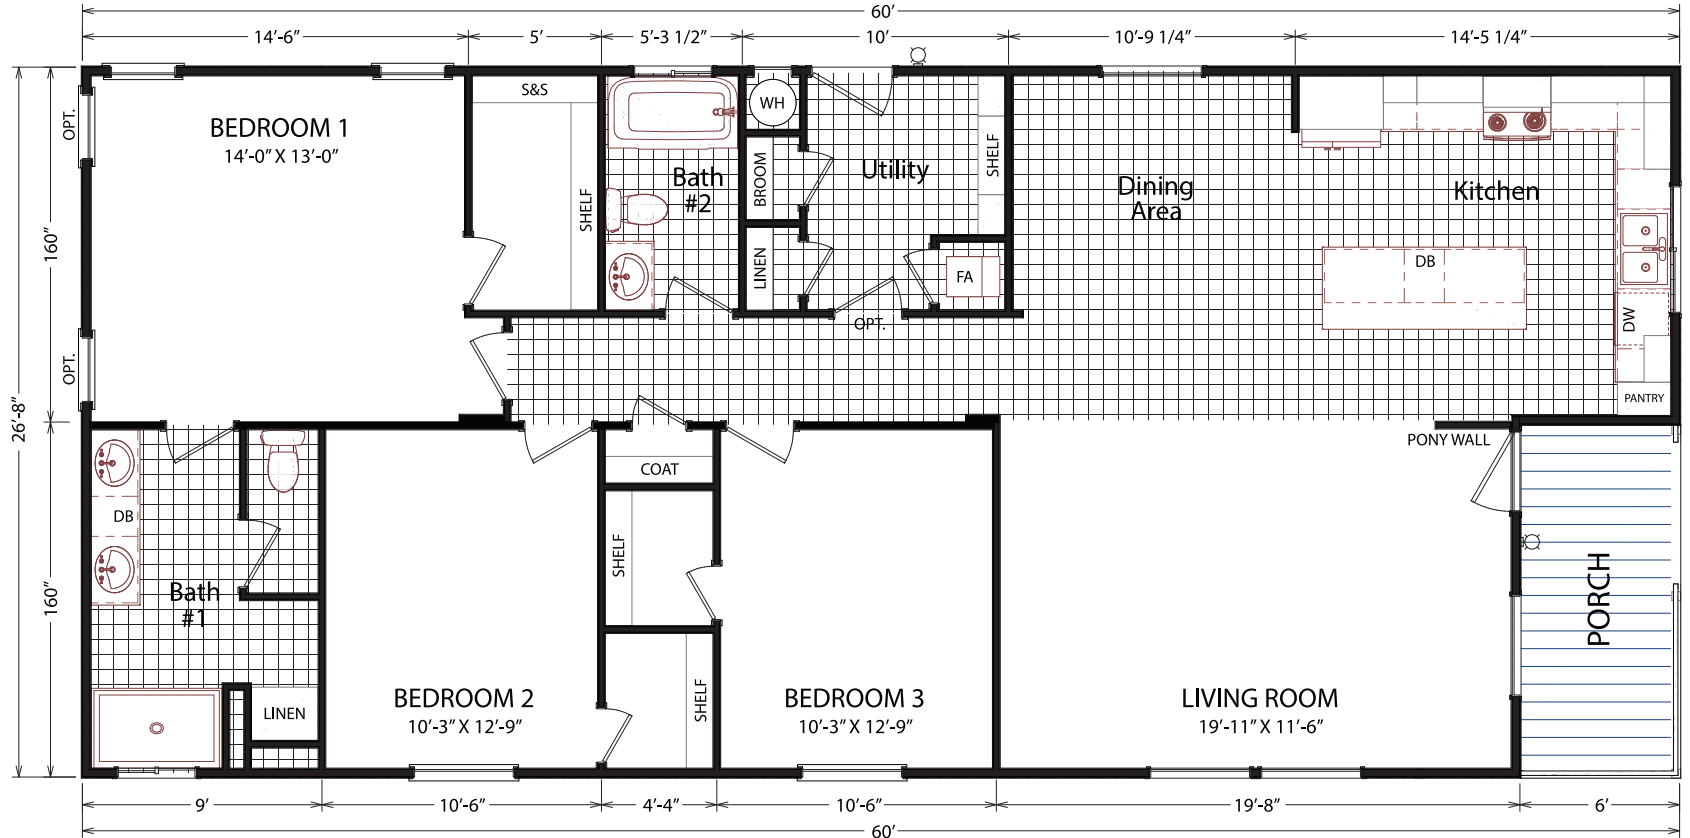 60'
14'-6"
5'
5'-3 1/2"
10'
10'-9 1/4"
14'-5 1/4"
26'-8"
160"
160"
OPT.
OPT.
BEDROOM 1
14'-0" X 13'-0"
S&S
SHELF
Bath
#2
WH
BROOM
LINEN
Utility
SHELF
FA
OPT.
Dining
Area
Kitchen
DB
DW
PANTRY
PONY WALL
DB
Bath
#1
LINEN
BEDROOM 2
10'-3" X 12'-9"
COAT
SHELF
SHELF
BEDROOM 3
10'-3" X 12'-9"
LIVING ROOM
19'-11" X 11'-6"
PORCH
9'
10'-6"
4'-4"
10'-6"
19'-8"
6'
60'